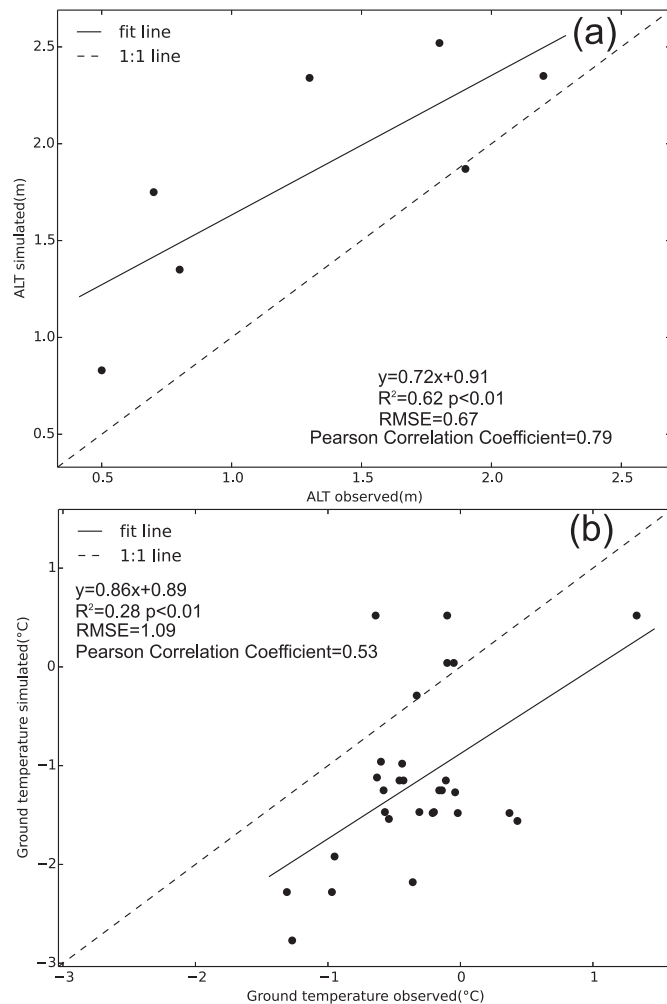 fit line
1:1 line
(a)
2.5
2.0
1.5
1.0
0.5
ALT simulated(m)
y=0.72x+0.91
R²=0.62 p<0.01
RMSE=0.67
Pearson Correlation Coefficient=0.79
0.5 1.0 1.5 2.0 2.5
ALT observed(m)
fit line
1:1 line
(b)
y=0.86x+0.89
R²=0.28 p<0.01
RMSE=1.09
Pearson Correlation Coefficient=0.53
1
0
−1
−2
−3
Ground temperature simulated(°C)
−3 −2 −1 0 1
Ground temperature observed(°C)